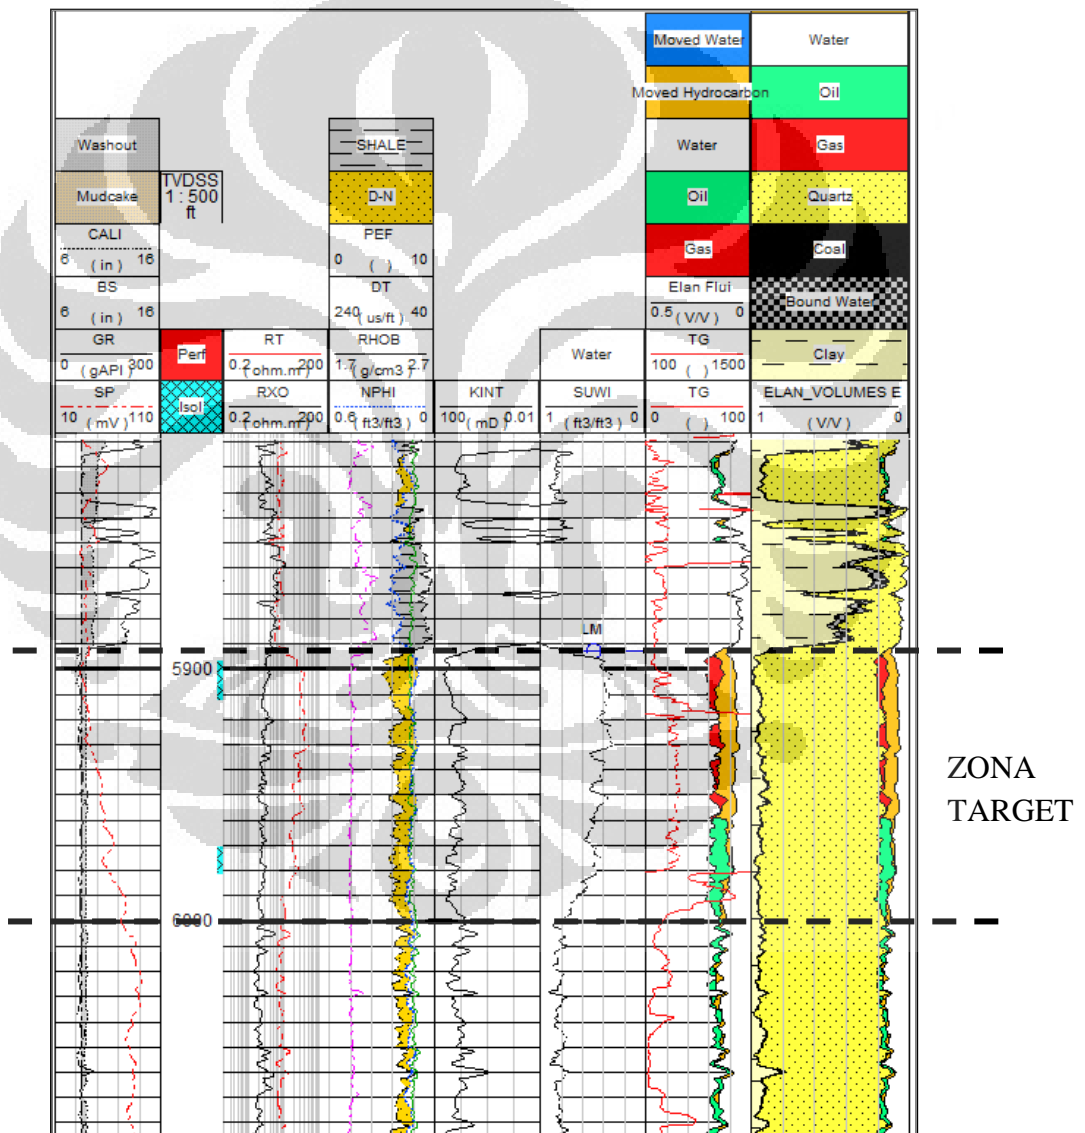 Moved Water Water
Moved Hydrocarbon Oil
Washout SHALE Water Gas
Mudcake TVDSS 1 : 500 ft D-N Oil Quartz
CALI 6 (in) 16 PEF 0 ( ) 10 Gas Coal
BS 6 (in) 16 DT 240 (us/ft) 40 Elan Flui 0.5 (V/V) 0 Bound Water
GR 0 (gAPI) 300 Perf RT 0.2 (ohm.m) 200 RHOB 1.7 (g/cm3) 2.7 Water TG 100 ( ) 1500 Clay
SP 10 (mV) 110 Isol RXO 0.2 (ohm.m) 200 NPHI 0.6 (ft3/ft3) 0 KINT 100 (mD) 0.01 SUWI 1 (ft3/ft3) 0 TG 0 ( ) 100 ELAN_VOLUMES E 1 (V/V) 0
LM
5900
ZONA
TARGET
6000